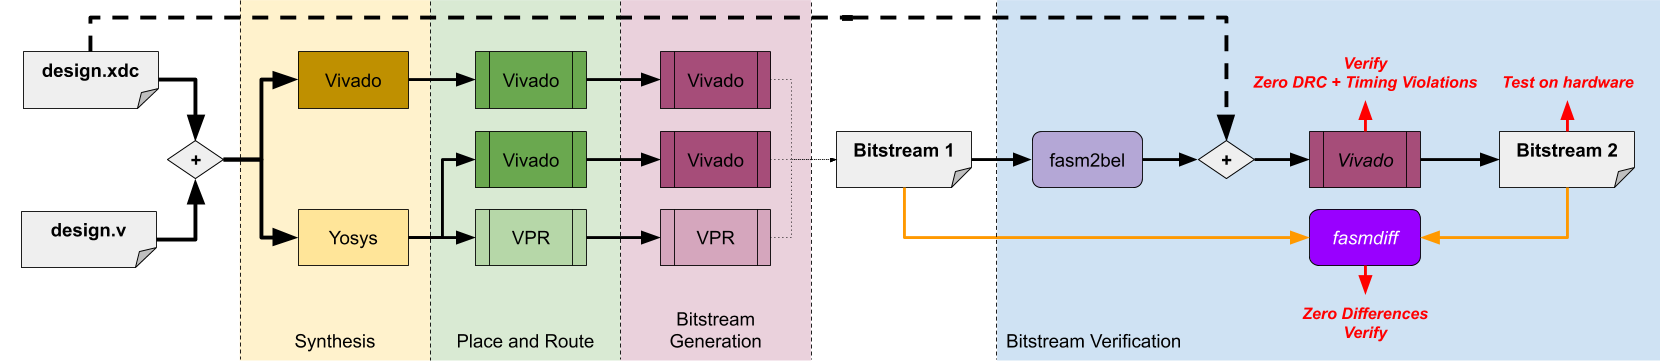 design.xdc
design.v
+
Vivado
Yosys
Synthesis
Vivado
Vivado
VPR
Place and Route
Vivado
Vivado
VPR
Bitstream
Generation
Bitstream 1
fasm2bel
+
Verify
Zero DRC + Timing Violations
Vivado
Test on hardware
Bitstream 2
fasmdiff
Zero Differences
Verify
Bitstream Verification